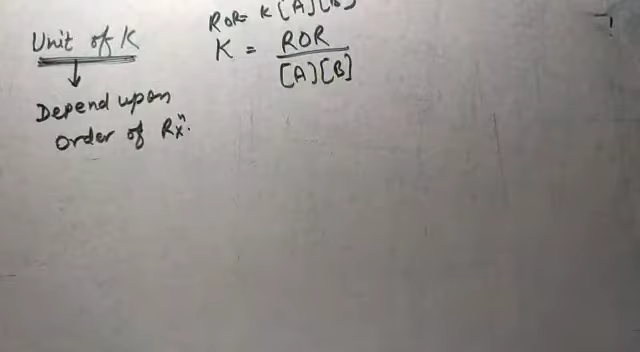 ROR = K [A][B]
Unit of K
K = ROR
[A][B]
Depend upon
order of Rxⁿ.